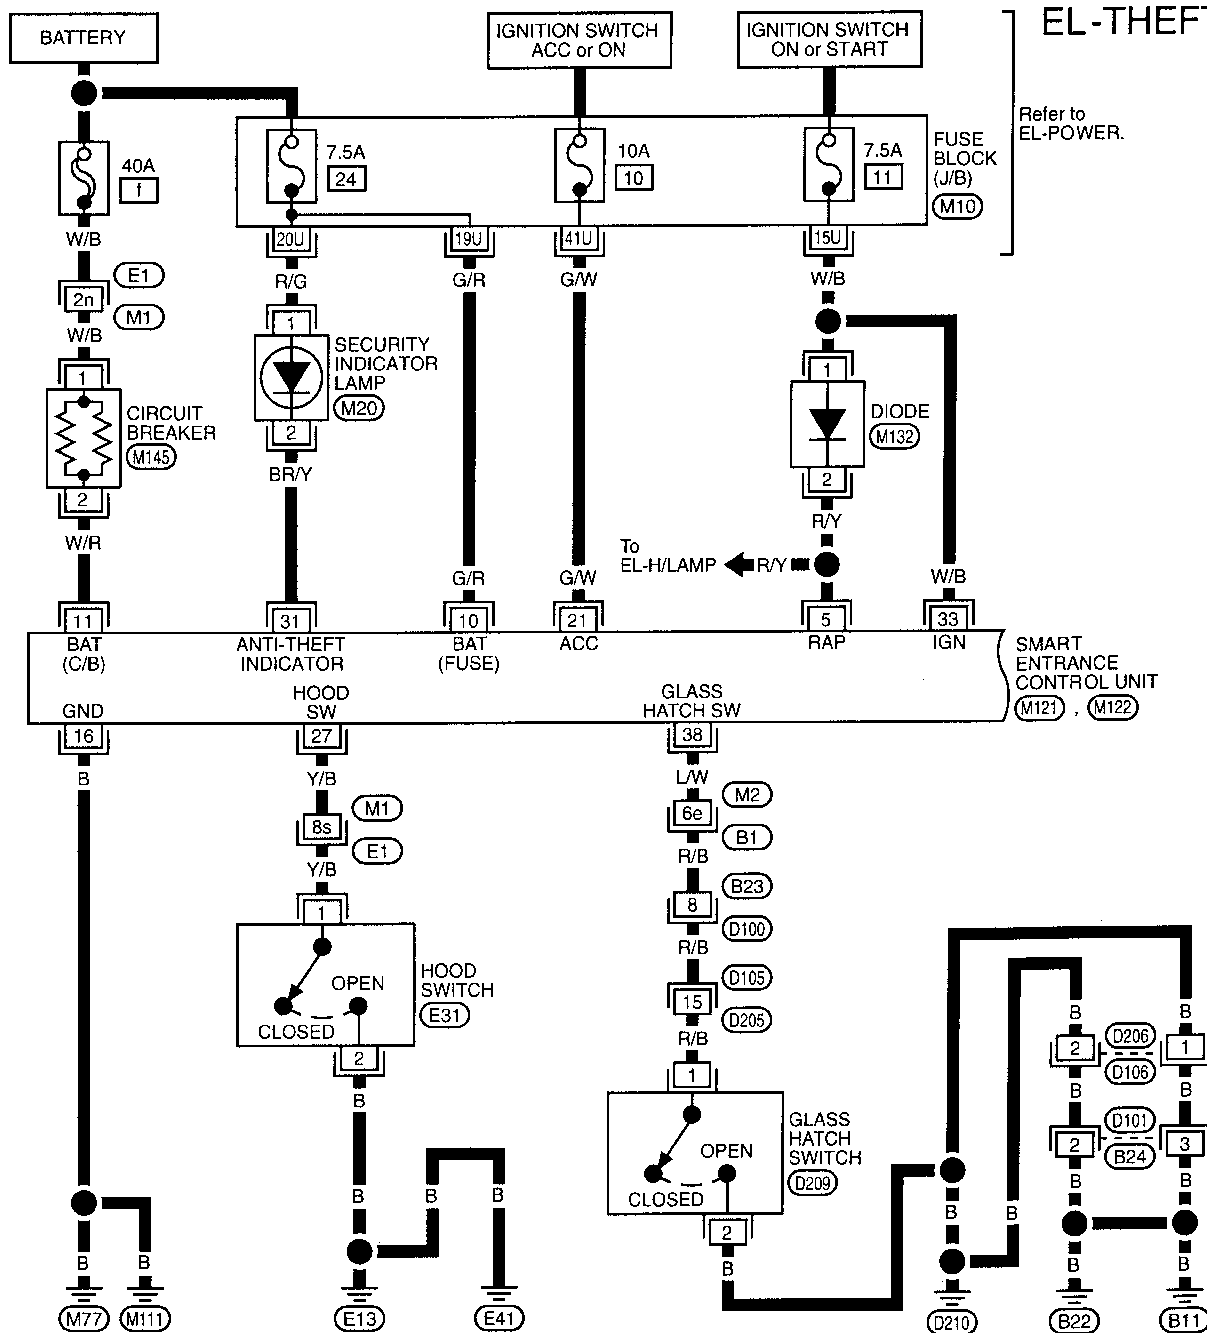 EL-THEFT
BATTERY
IGNITION SWITCH
ACC or ON
IGNITION SWITCH
ON or START
Refer to
EL-POWER.
40A
f
7.5A
24
10A
10
7.5A
11
FUSE
BLOCK
(J/B)
M10
W/B
20U
19U
41U
15U
E1
2n
M1
R/G
G/R
G/W
W/B
W/B
1
1
SECURITY
INDICATOR
LAMP
M20
1
CIRCUIT
BREAKER
M145
2
DIODE
M132
BR/Y
2
2
W/R
R/Y
To
EL-H/LAMP
R/Y
G/R
G/W
W/B
11
31
10
21
5
33
BAT
(C/B)
ANTI-THEFT
INDICATOR
BAT
(FUSE)
ACC
RAP
IGN
SMART
ENTRANCE
CONTROL UNIT
M121 , M122
GND
HOOD
SW
GLASS
HATCH SW
16
27
38
B
Y/B
L/W
M1
8s
E1
M2
6e
B1
Y/B
R/B
1
B23
8
D100
R/B
OPEN
CLOSED
HOOD
SWITCH
E31
D105
15
D205
R/B
2
1
B
OPEN
CLOSED
GLASS
HATCH
SWITCH
D209
2
B
B
2
D206
D106
1
B
B
2
D101
B24
3
B
B
B
B
B
B
B
B
B
B
B
M77
M111
E13
E41
D210
B22
B11